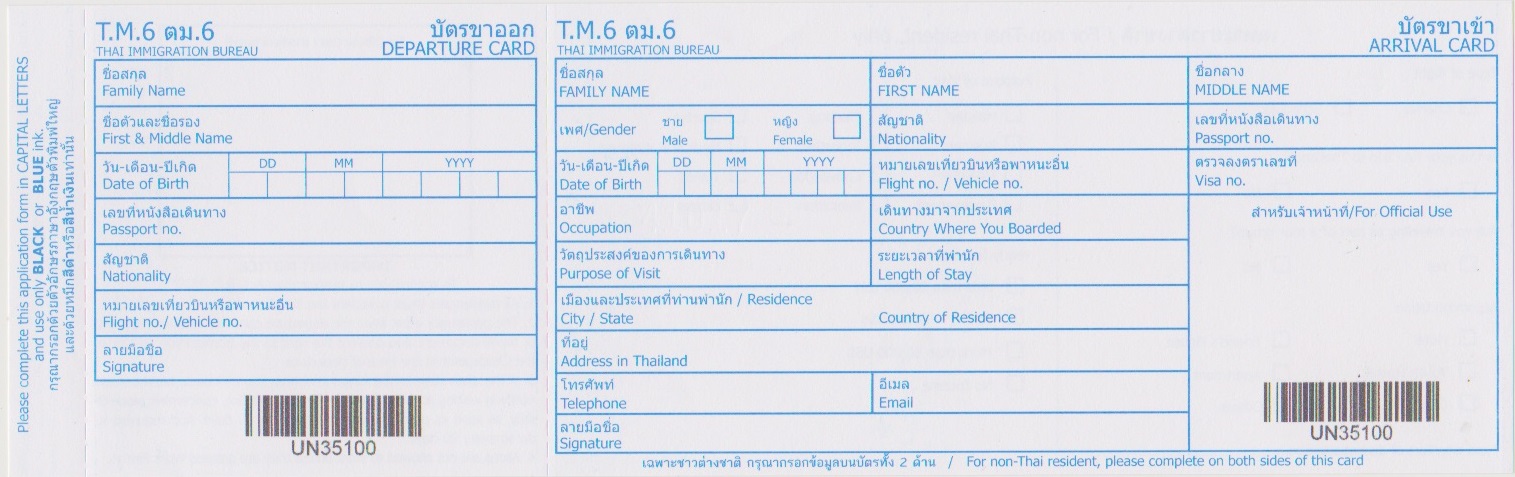 Please complete this application form in CAPITAL LETTERS
and use only BLACK or BLUE ink.
กรุณากรอกด้วยตัวอักษรภาษาอังกฤษตัวพิมพ์ใหญ่
และด้วยหมึกสีดำหรือสีน้ำเงินเท่านั้น
T.M.6 ตม.6
THAI IMMIGRATION BUREAU
บัตรขาออก
DEPARTURE CARD
ชื่อสกุล
Family Name
ชื่อตัวและชื่อรอง
First & Middle Name
วัน-เดือน-ปีเกิด
Date of Birth
DD MM YYYY
เลขที่หนังสือเดินทาง
Passport no.
สัญชาติ
Nationality
หมายเลขเที่ยวบินหรือพาหนะอื่น
Flight no./ Vehicle no.
ลายมือชื่อ
Signature
UN35100
T.M.6 ตม.6
THAI IMMIGRATION BUREAU
บัตรขาเข้า
ARRIVAL CARD
ชื่อสกุล
FAMILY NAME
ชื่อตัว
FIRST NAME
ชื่อกลาง
MIDDLE NAME
เพศ/Gender
ชาย
Male
หญิง
Female
สัญชาติ
Nationality
เลขที่หนังสือเดินทาง
Passport no.
วัน-เดือน-ปีเกิด
Date of Birth
DD MM YYYY
หมายเลขเที่ยวบินหรือพาหนะอื่น
Flight no. / Vehicle no.
ตรวจลงตราเลขที่
Visa no.
อาชีพ
Occupation
เดินทางมาจากประเทศ
Country Where You Boarded
สำหรับเจ้าหน้าที่/For Official Use
วัตถุประสงค์ของการเดินทาง
Purpose of Visit
ระยะเวลาที่พำนัก
Length of Stay
เมืองและประเทศที่ท่านพำนัก / Residence
City / State Country of Residence
ที่อยู่
Address in Thailand
โทรศัพท์
Telephone
อีเมล
Email
ลายมือชื่อ
Signature
UN35100
เฉพาะชาวต่างชาติ กรุณากรอกข้อมูลบนบัตรทั้ง 2 ด้าน / For non-Thai resident, please complete on both sides of this card